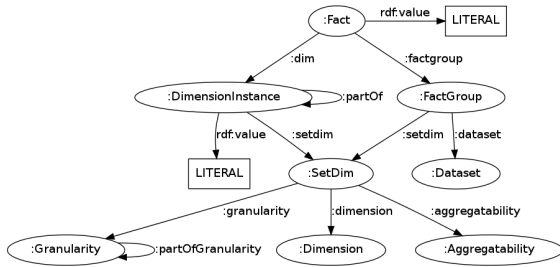 :Fact
rdf:value
LITERAL
:dim
:factgroup
:DimensionInstance
:partOf
:FactGroup
rdf:value
:setdim
:setdim
:dataset
LITERAL
:SetDim
:Dataset
:granularity
:dimension
:aggregatability
:Granularity
:partOfGranularity
:Dimension
:Aggregatability